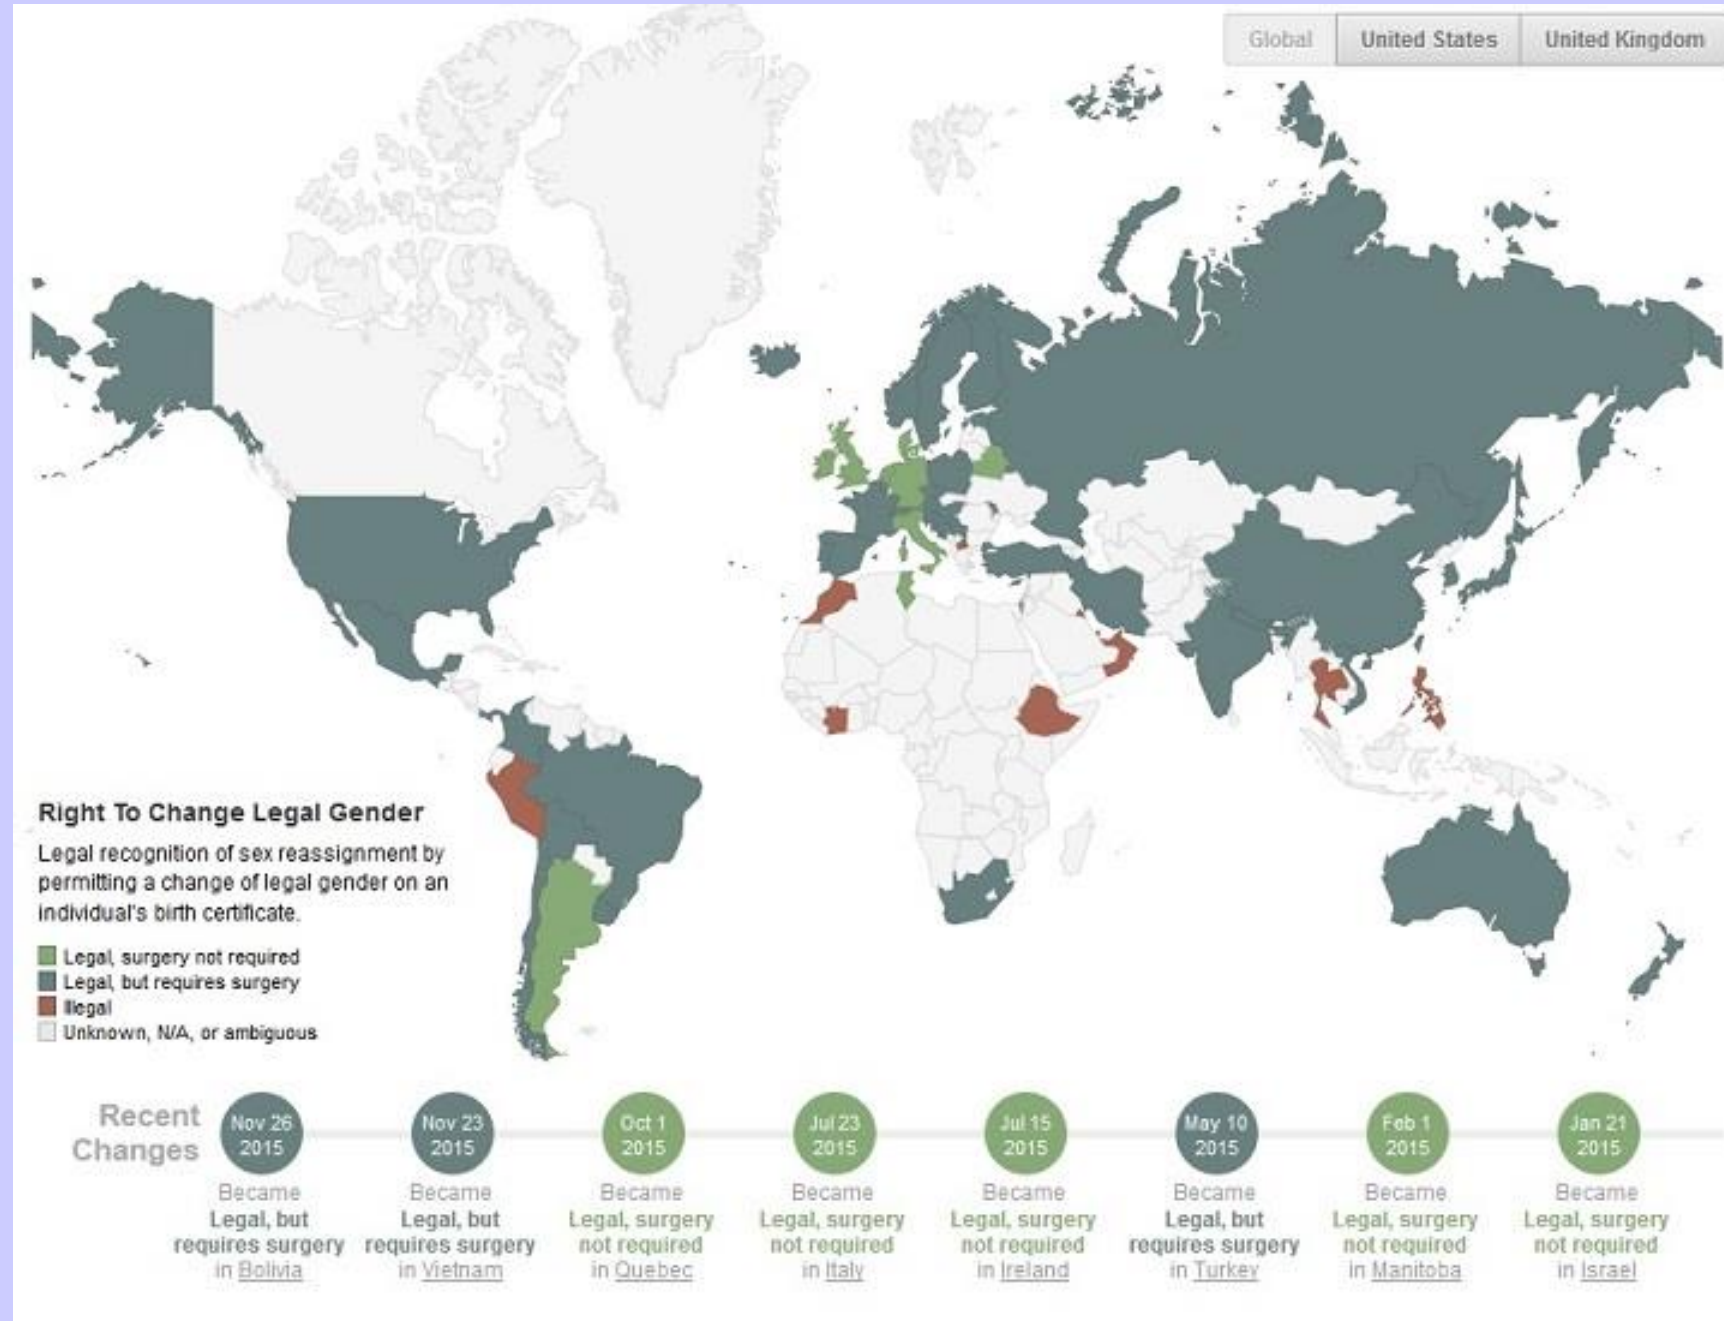 Global
United States
United Kingdom
Right To Change Legal Gender
Legal recognition of sex reassignment by
permitting a change of legal gender on an
individual's birth certificate.
Legal, surgery not required
Legal, but requires surgery
Illegal
Unknown, N/A, or ambiguous
Recent
Changes
Nov 26
2015
Became
Legal, but
requires surgery
in Bolivia
Nov 23
2015
Became
Legal, but
requires surgery
in Vietnam
Oct 1
2015
Became
Legal, surgery
not required
in Quebec
Jul 23
2015
Became
Legal, surgery
not required
in Italy
Jul 15
2015
Became
Legal, surgery
not required
in Ireland
May 10
2015
Became
Legal, but
requires surgery
in Turkey
Feb 1
2015
Became
Legal, surgery
not required
in Manitoba
Jan 21
2015
Became
Legal, surgery
not required
in Israel